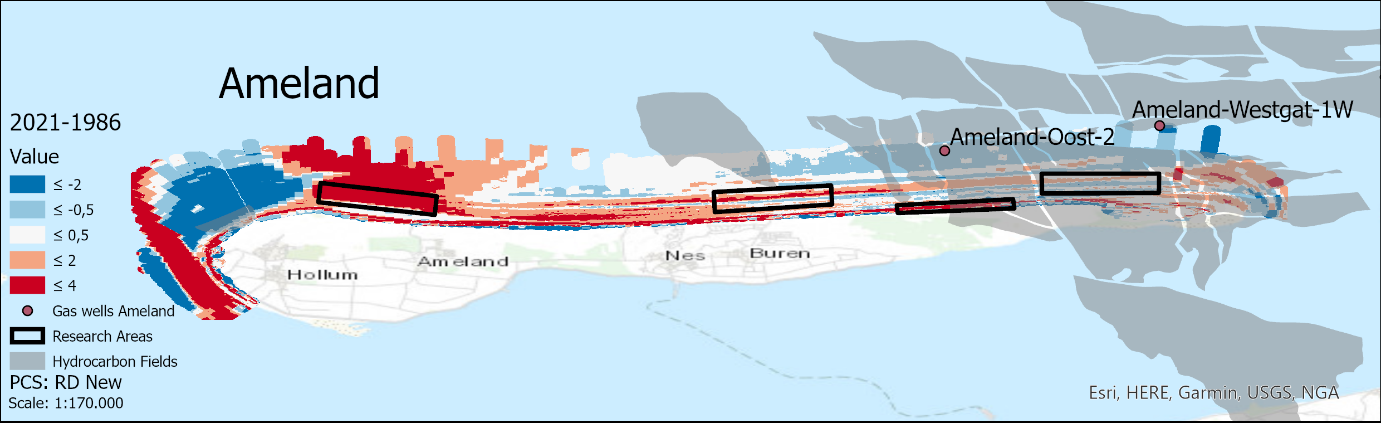 Ameland
2021-1986
Value
≤ -2
≤ -0,5
≤ 0,5
≤ 2
≤ 4
Gas wells Ameland
Research Areas
Hydrocarbon Fields
PCS: RD New
Scale: 1:170.000
Ameland-Westgat-1W
Ameland-Oost-2
Hollum
Ameland
Nes
Buren
Esri, HERE, Garmin, USGS, NGA